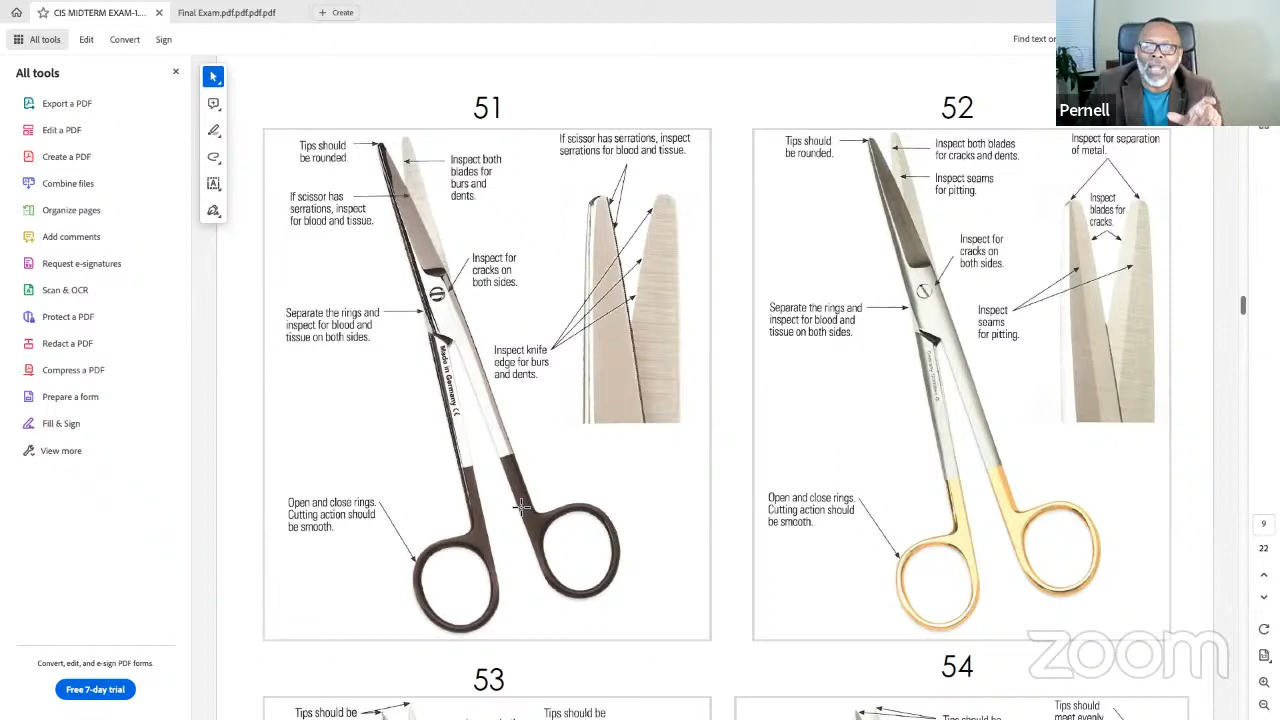 CIS MIDTERM EXAM-1....
Final Exam.pdf.pdf.pdf.pdf
Create
All tools
Edit
Convert
Sign
Find text or
Pernell
All tools
Export a PDF
Edit a PDF
Create a PDF
Combine files
Organize pages
Add comments
Request e-signatures
Scan & OCR
Protect a PDF
Redact a PDF
Compress a PDF
Prepare a form
Fill & Sign
View more
Convert, edit, and e-sign PDF forms.
Free 7-day trial
51
Tips should
be rounded.
If scissor has
serrations, inspect
for blood and tissue.
Inspect both
blades for
burs and
dents.
If scissor has serrations, inspect
serrations for blood and tissue.
Inspect for
cracks on
both sides.
Separate the rings and
inspect for blood and
tissue on both sides.
Inspect knife
edge for burs
and dents.
Made in Germany CE
Open and close rings.
Cutting action should
be smooth.
52
Tips should
be rounded.
Inspect both blades
for cracks and dents.
Inspect seams
for pitting.
Inspect for separation
of metal.
Inspect
blades for
cracks.
Inspect for
cracks on
both sides.
Separate the rings and
inspect for blood and
tissue on both sides.
Inspect
seams
for pitting.
Open and close rings.
Cutting action should
be smooth.
9
22
zoom
53
Tips should be
Tips should be
54
Tips should be
Tips should
meet evenly